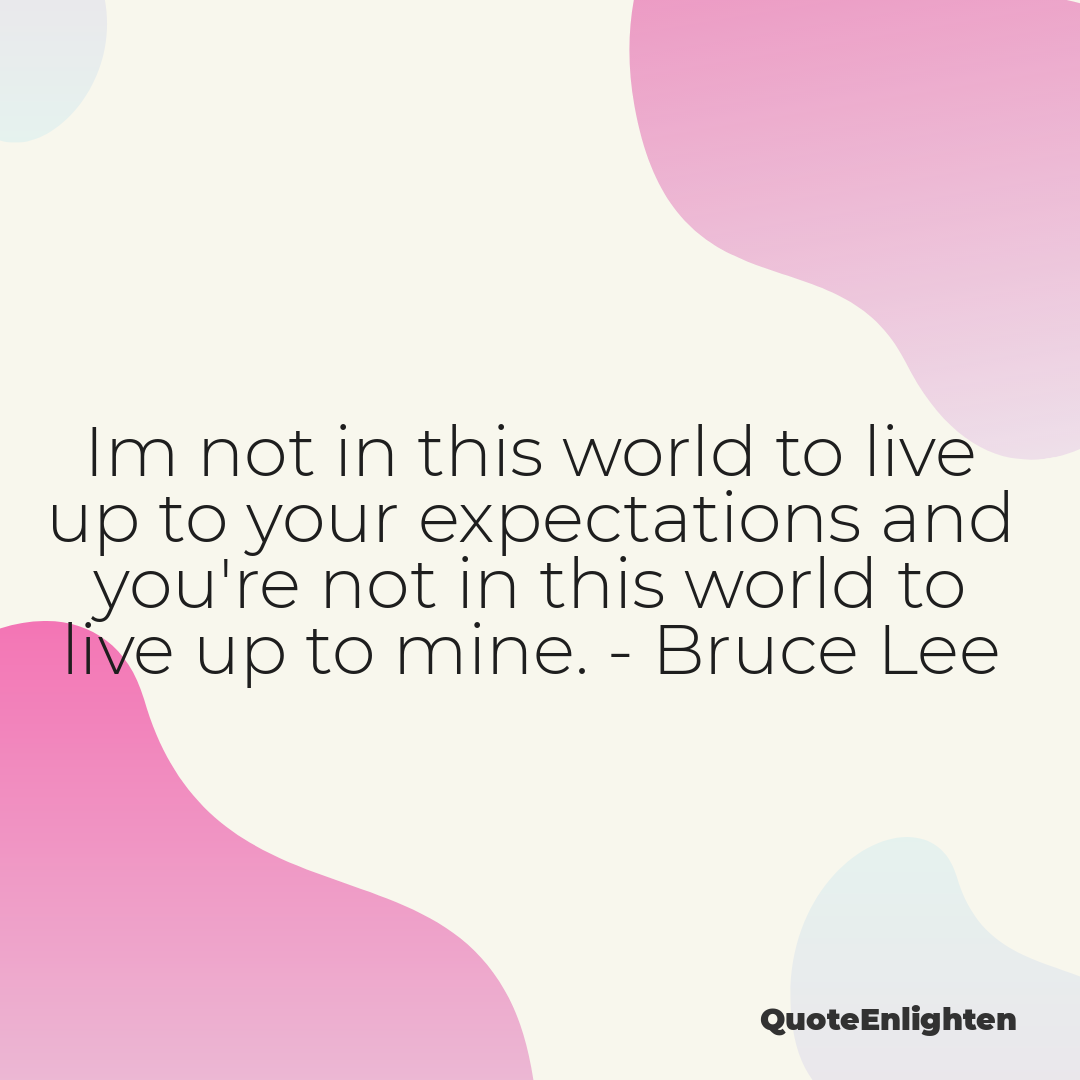 Im not in this world to live
up to your expectations and
you're not in this world to
live up to mine. - Bruce Lee
QuoteEnlighten